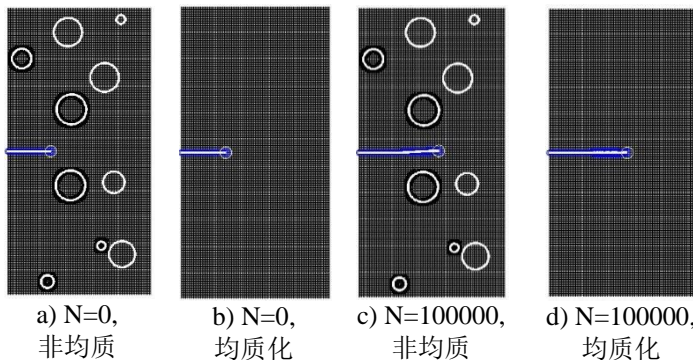 a) N=0, b) N=0, c) N=100000, d) N=100000,
非均质 均质化 非均质 均质化